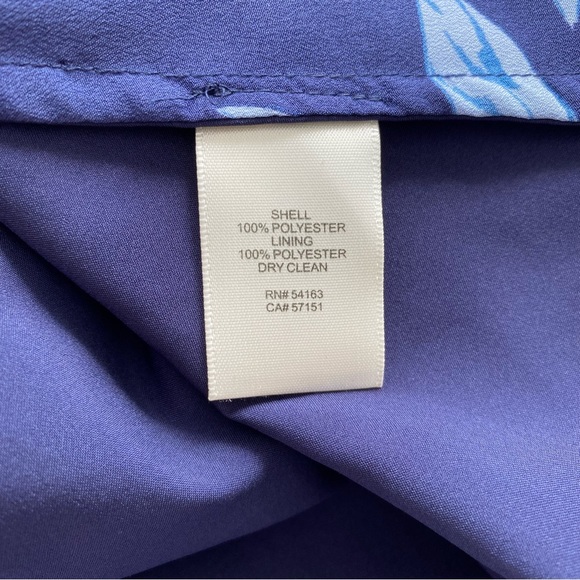 SHELL
100% POLYESTER
LINING
100% POLYESTER
DRY CLEAN
RN# 54163
CA# 57151